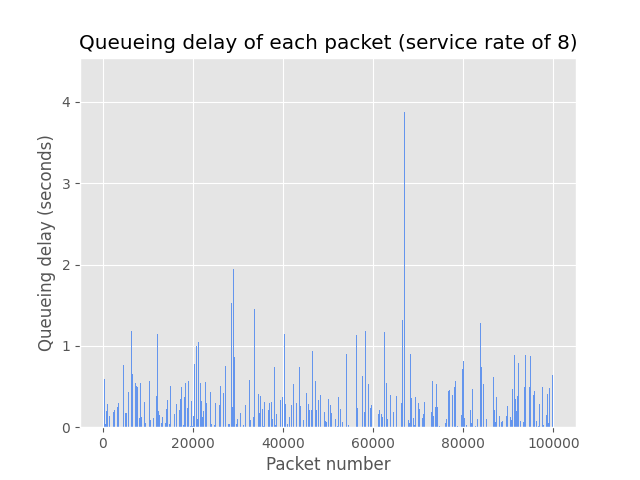 Queueing delay of each packet (service rate of 8)
4
3
2
1
0
Queueing delay (seconds)
0 20000 40000 60000 80000 100000
Packet number